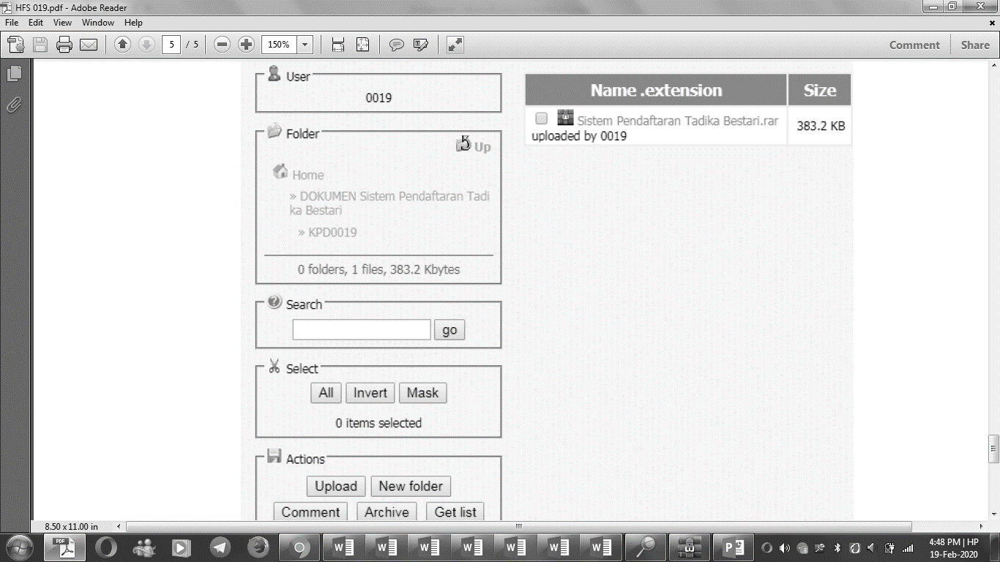 HFS 019.pdf - Adobe Reader
File Edit View Window Help
5 / 5 150% Comment Share
User
0019
Folder
Up
Home
» DOKUMEN Sistem Pendaftaran Tadi
ka Bestari
» KPD0019
0 folders, 1 files, 383.2 Kbytes
Search
go
Select
All Invert Mask
0 items selected
Actions
Upload New folder
Comment Archive Get list
Name .extension Size
Sistem Pendaftaran Tadika Bestari.rar 383.2 KB
uploaded by 0019
8.50 x 11.00 in
4:48 PM | HP
19-Feb-2020